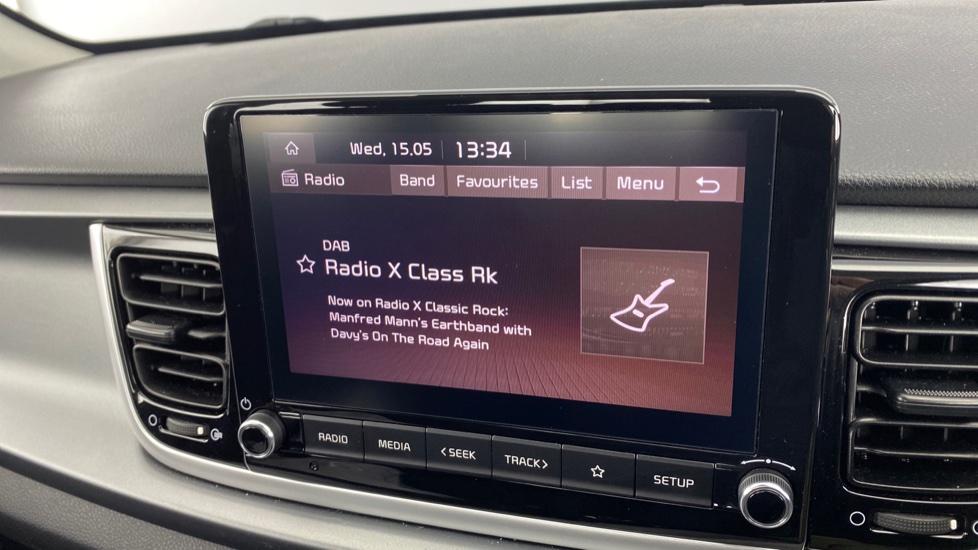 Wed, 15.05 13:34
Radio Band Favourites List Menu
DAB
Radio X Class Rk
Now on Radio X Classic Rock:
Manfred Mann's Earthband with
Davy's On The Road Again
RADIO MEDIA <SEEK TRACK> SETUP